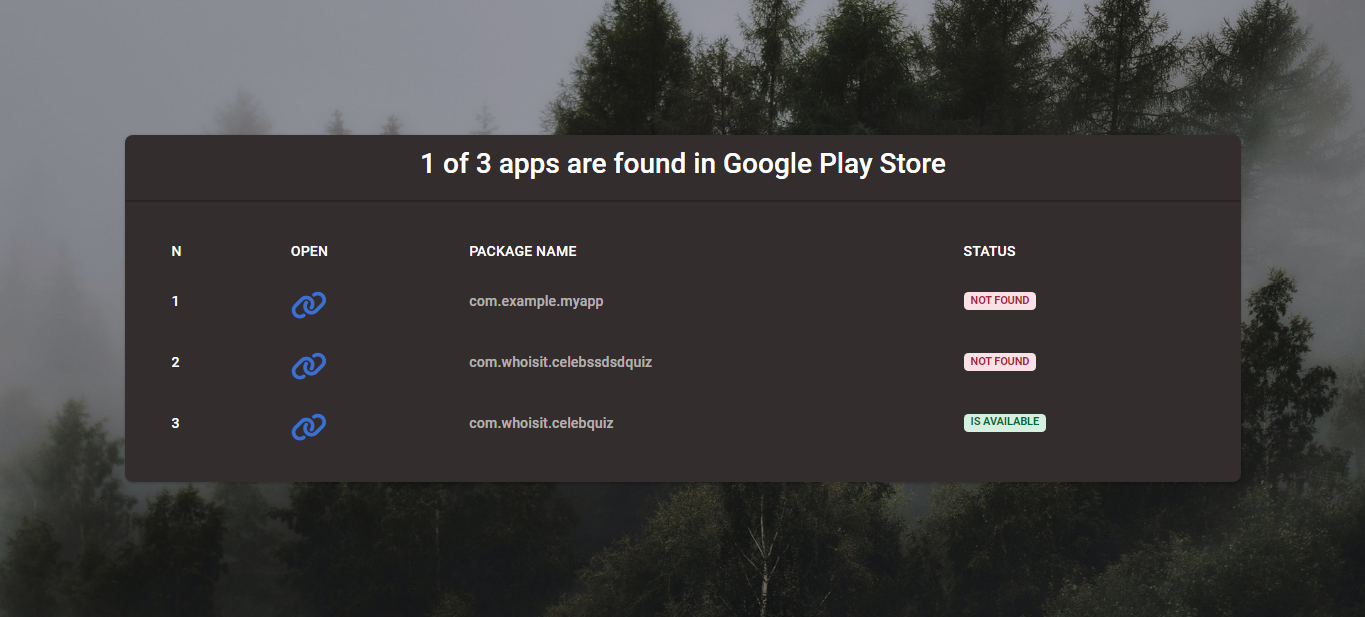 1 of 3 apps are found in Google Play Store
N OPEN PACKAGE NAME STATUS
1 com.example.myapp NOT FOUND
2 com.whoisit.celebssdsdquiz NOT FOUND
3 com.whoisit.celebquiz IS AVAILABLE